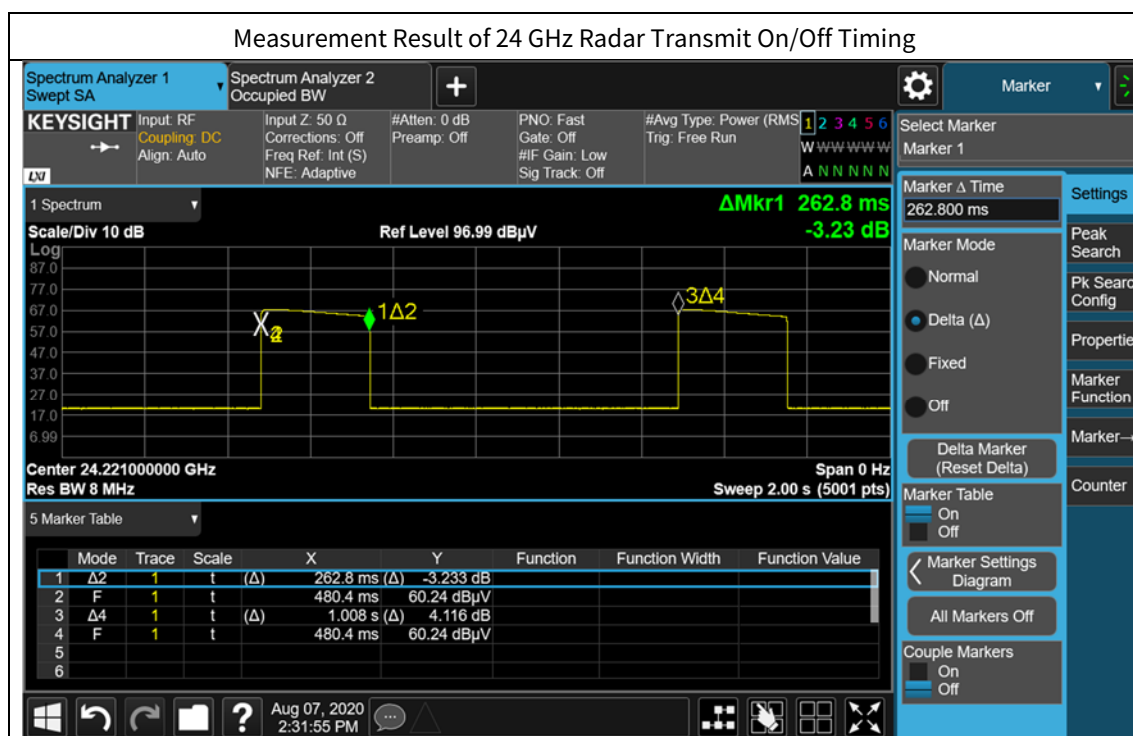 Measurement Result of 24 GHz Radar Transmit On/Off Timing
Spectrum Analyzer 1
Swept SA
Spectrum Analyzer 2
Occupied BW
+
Marker
KEYSIGHT
LXI
Input: RF
Coupling: DC
Align: Auto
Input Z: 50 Ω
Corrections: Off
Freq Ref: Int (S)
NFE: Adaptive
#Atten: 0 dB
Preamp: Off
PNO: Fast
Gate: Off
#IF Gain: Low
Sig Track: Off
#Avg Type: Power (RMS
Trig: Free Run
1 2 3 4 5 6
W W W W W W
A N N N N N
Select Marker
Marker 1
1 Spectrum
Scale/Div 10 dB
Ref Level 96.99 dBµV
ΔMkr1 262.8 ms
-3.23 dB
Log
87.0
77.0
67.0
57.0
47.0
37.0
27.0
17.0
6.99
1Δ2
3Δ4
Center 24.221000000 GHz
Res BW 8 MHz
Span 0 Hz
Sweep 2.00 s (5001 pts)
Marker Δ Time
262.800 ms
Marker Mode
Normal
Delta (Δ)
Fixed
Off
Delta Marker
(Reset Delta)
Marker Table
On
Off
Marker Settings
Diagram
All Markers Off
Couple Markers
On
Off
Settings
Peak
Search
Pk Searc
Config
Propertie
Marker
Function
Marker→
Counter
5 Marker Table
Mode Trace Scale X Y Function Function Width Function Value
1 Δ2 1 t (Δ) 262.8 ms (Δ) -3.233 dB
2 F 1 t 480.4 ms 60.24 dBµV
3 Δ4 1 t (Δ) 1.008 s (Δ) 4.116 dB
4 F 1 t 480.4 ms 60.24 dBµV
5
6
?
Aug 07, 2020
2:31:55 PM